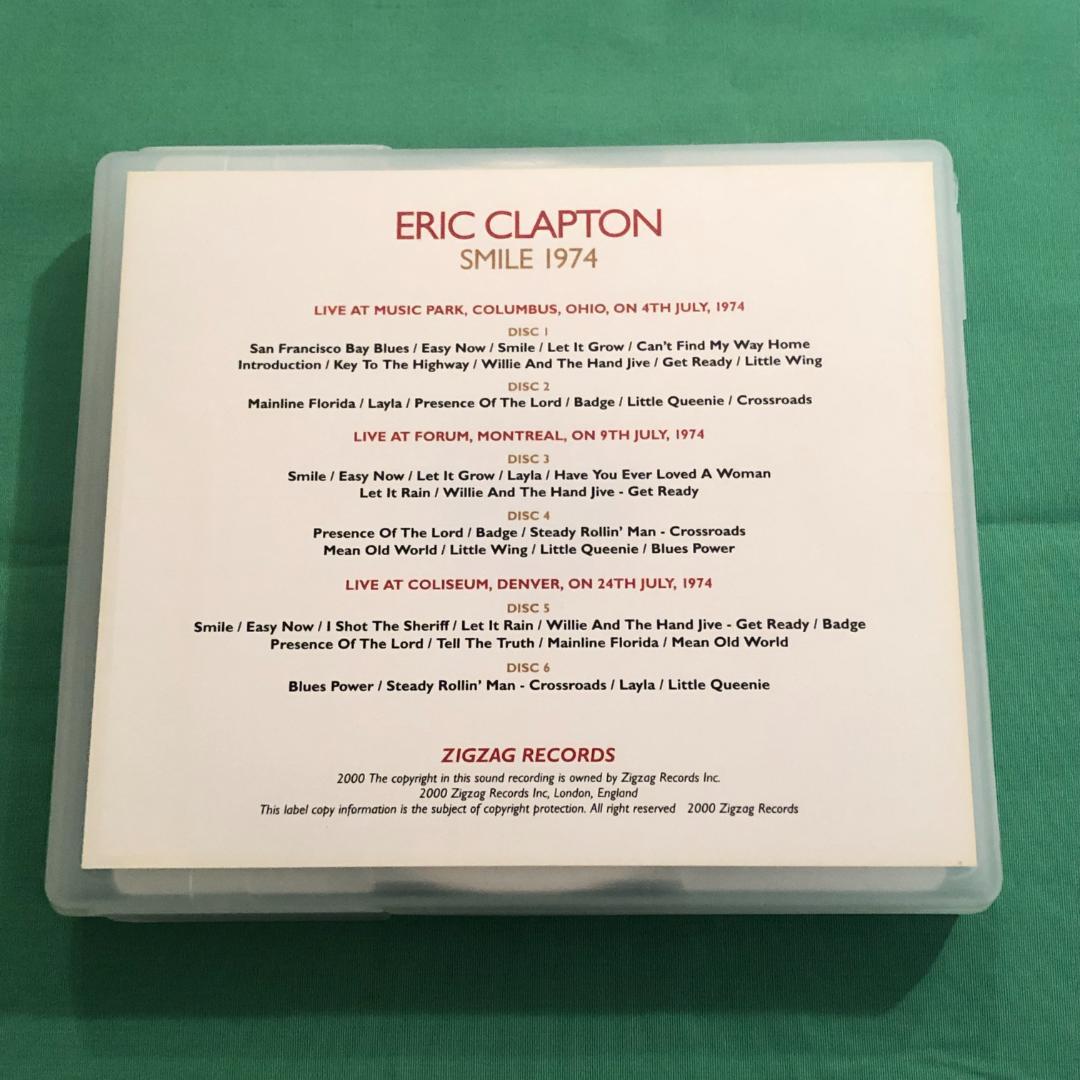 ERIC CLAPTON
SMILE 1974
LIVE AT MUSIC PARK, COLUMBUS, OHIO, ON 4TH JULY, 1974
DISC 1
San Francisco Bay Blues / Easy Now / Smile / Let It Grow / Can't Find My Way Home
Introduction / Key To The Highway / Willie And The Hand Jive / Get Ready / Little Wing
DISC 2
Mainline Florida / Layla / Presence Of The Lord / Badge / Little Queenie / Crossroads
LIVE AT FORUM, MONTREAL, ON 9TH JULY, 1974
DISC 3
Smile / Easy Now / Let It Grow / Layla / Have You Ever Loved A Woman
Let It Rain / Willie And The Hand Jive - Get Ready
DISC 4
Presence Of The Lord / Badge / Steady Rollin' Man - Crossroads
Mean Old World / Little Wing / Little Queenie / Blues Power
LIVE AT COLISEUM, DENVER, ON 24TH JULY, 1974
DISC 5
Smile / Easy Now / I Shot The Sheriff / Let It Rain / Willie And The Hand Jive - Get Ready / Badge
Presence Of The Lord / Tell The Truth / Mainline Florida / Mean Old World
DISC 6
Blues Power / Steady Rollin' Man - Crossroads / Layla / Little Queenie
ZIGZAG RECORDS
2000 The copyright in this sound recording is owned by Zigzag Records Inc.
2000 Zigzag Records Inc, London, England
This label copy information is the subject of copyright protection. All right reserved 2000 Zigzag Records